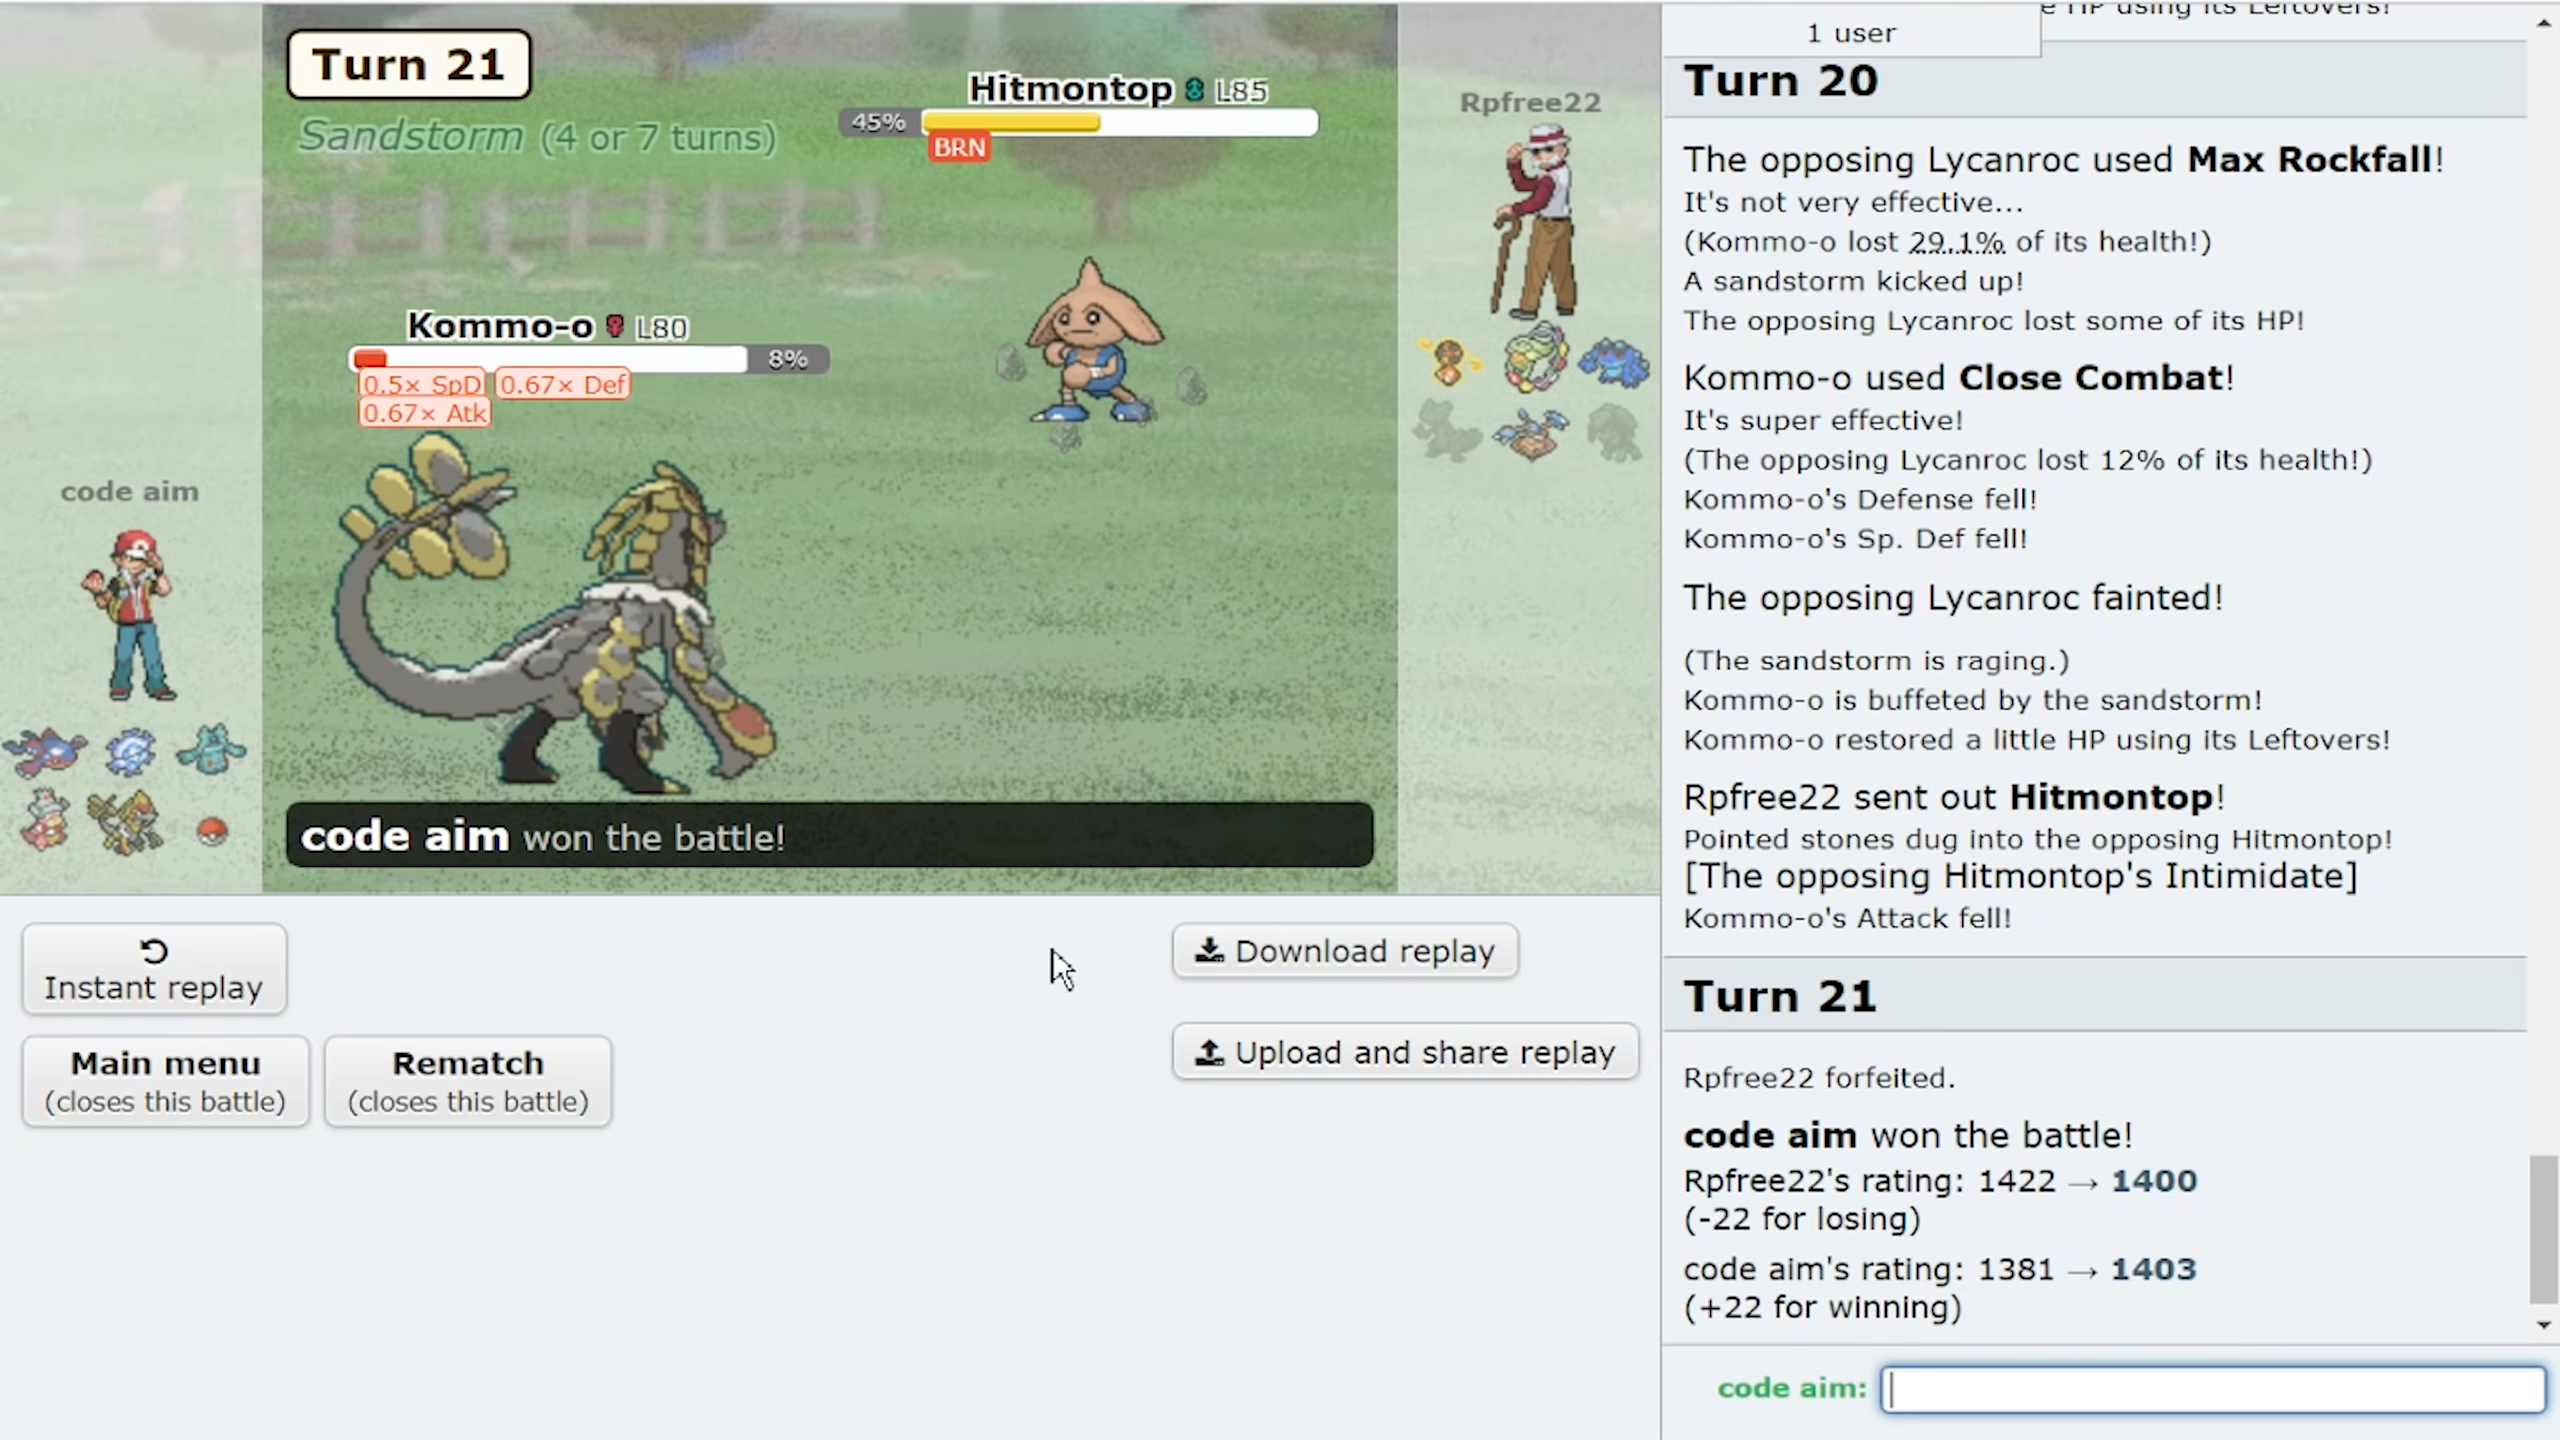 Turn 21
Sandstorm (4 or 7 turns)
Hitmontop L85
45%
BRN
Kommo-o L80
8%
0.5× SpD 0.67× Def
0.67× Atk
code aim
Rpfree22
code aim won the battle!
Instant replay
Main menu
(closes this battle)
Rematch
(closes this battle)
Download replay
Upload and share replay
e HP using its Leftovers!
1 user
Turn 20
The opposing Lycanroc used Max Rockfall!
It's not very effective...
(Kommo-o lost 29.1% of its health!)
A sandstorm kicked up!
The opposing Lycanroc lost some of its HP!
Kommo-o used Close Combat!
It's super effective!
(The opposing Lycanroc lost 12% of its health!)
Kommo-o's Defense fell!
Kommo-o's Sp. Def fell!
The opposing Lycanroc fainted!
(The sandstorm is raging.)
Kommo-o is buffeted by the sandstorm!
Kommo-o restored a little HP using its Leftovers!
Rpfree22 sent out Hitmontop!
Pointed stones dug into the opposing Hitmontop!
[The opposing Hitmontop's Intimidate]
Kommo-o's Attack fell!
Turn 21
Rpfree22 forfeited.
code aim won the battle!
Rpfree22's rating: 1422 → 1400
(-22 for losing)
code aim's rating: 1381 → 1403
(+22 for winning)
code aim: